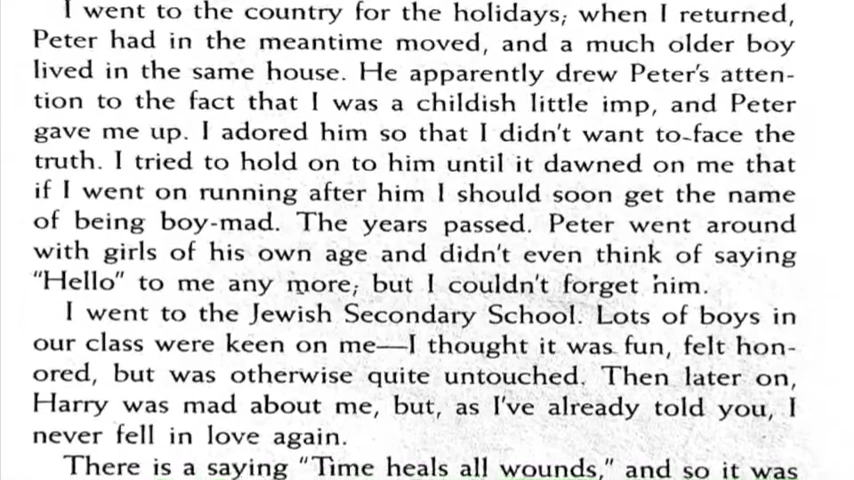 I went to the country for the holidays; when I returned,
Peter had in the meantime moved, and a much older boy
lived in the same house. He apparently drew Peter's atten-
tion to the fact that I was a childish little imp, and Peter
gave me up. I adored him so that I didn't want to-face the
truth. I tried to hold on to him until it dawned on me that
if I went on running after him I should soon get the name
of being boy-mad. The years passed. Peter went around
with girls of his own age and didn't even think of saying
"Hello" to me any more; but I couldn't forget him.
I went to the Jewish Secondary School. Lots of boys in
our class were keen on me—I thought it was fun, felt hon-
ored, but was otherwise quite untouched. Then later on,
Harry was mad about me, but, as I've already told you, I
never fell in love again.
There is a saying "Time heals all wounds," and so it was